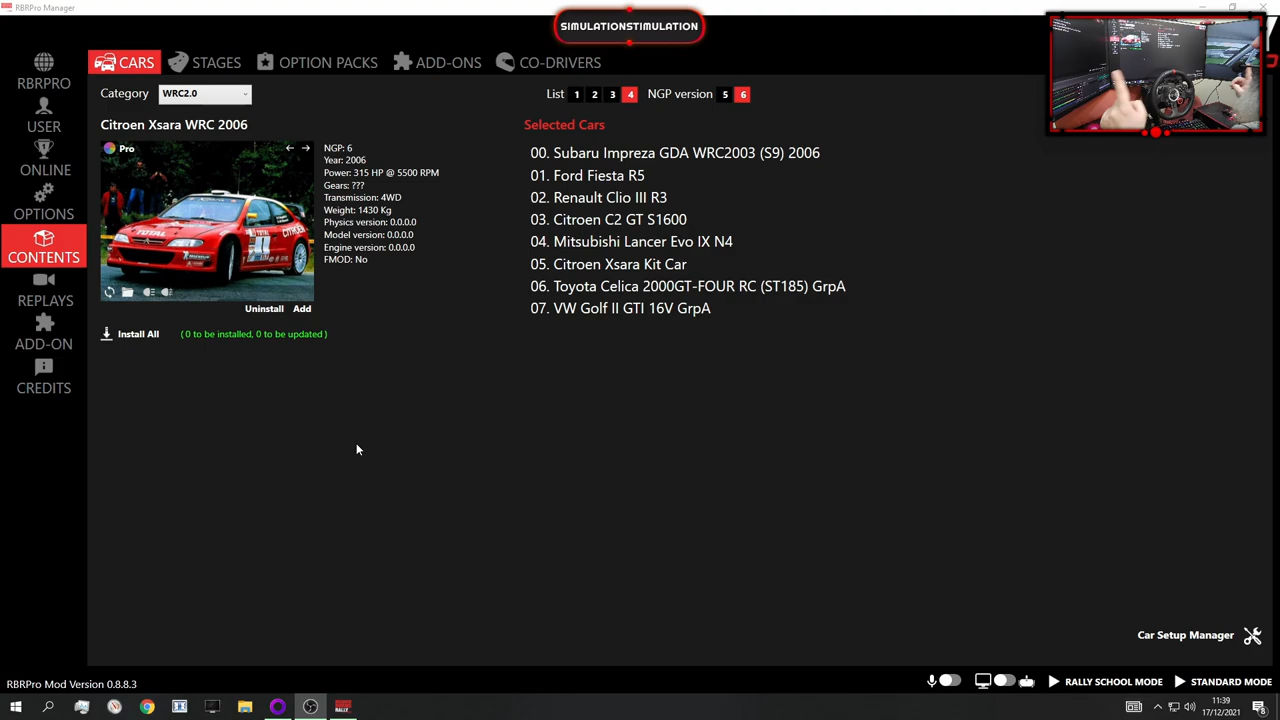 RBRPro Manager
SIMULATIONSTIMULATION
RBRPRO
USER
ONLINE
OPTIONS
CONTENTS
REPLAYS
ADD-ON
CREDITS
CARS
STAGES
OPTION PACKS
ADD-ONS
CO-DRIVERS
Category
WRC2.0
List 1 2 3 4
NGP version 5 6
Citroen Xsara WRC 2006
Pro
NGP: 6
Year: 2006
Power: 315 HP @ 5500 RPM
Gears: ???
Transmission: 4WD
Weight: 1430 Kg
Physics version: 0.0.0.0
Model version: 0.0.0.0
Engine version: 0.0.0.0
FMOD: No
Uninstall Add
Install All
( 0 to be installed, 0 to be updated )
Selected Cars
00. Subaru Impreza GDA WRC2003 (S9) 2006
01. Ford Fiesta R5
02. Renault Clio III R3
03. Citroen C2 GT S1600
04. Mitsubishi Lancer Evo IX N4
05. Citroen Xsara Kit Car
06. Toyota Celica 2000GT-FOUR RC (ST185) GrpA
07. VW Golf II GTI 16V GrpA
Car Setup Manager
RBRPro Mod Version 0.8.8.3
RALLY SCHOOL MODE
STANDARD MODE
11:39
17/12/2021